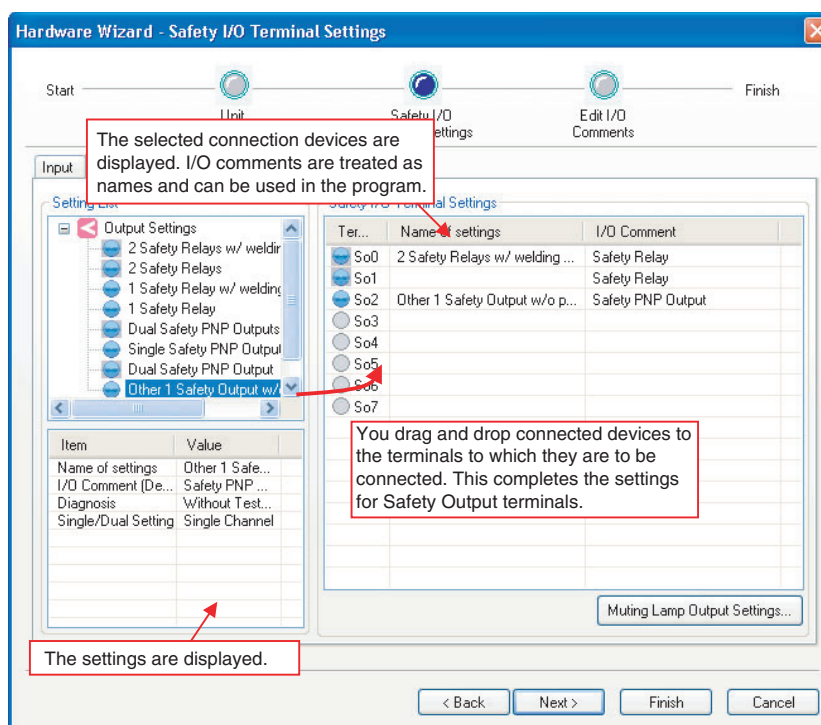 Hardware Wizard - Safety I/O Terminal Settings
Start
Finish
Unit
Safety I/O
Settings
Edit I/O
Comments
The selected connection devices are
displayed. I/O comments are treated as
names and can be used in the program.
Input
Setting List
Output Settings
2 Safety Relays w/ weldin
2 Safety Relays
1 Safety Relay w/ welding
1 Safety Relay
Dual Safety PNP Outputs
Single Safety PNP Output
Dual Safety PNP Output
Other 1 Safety Output w/o
Item Value
Name of settings Other 1 Safe...
I/O Comment (De... Safety PNP ...
Diagnosis Without Test...
Single/Dual Setting Single Channel
The settings are displayed.
Safety I/O Terminal Settings
Ter... Name of settings I/O Comment
So0 2 Safety Relays w/ welding ... Safety Relay
So1 Safety Relay
So2 Other 1 Safety Output w/o p... Safety PNP Output
So3
So4
So5
So6
So7
You drag and drop connected devices to
the terminals to which they are to be
connected. This completes the settings
for Safety Output terminals.
Muting Lamp Output Settings...
< Back Next > Finish Cancel